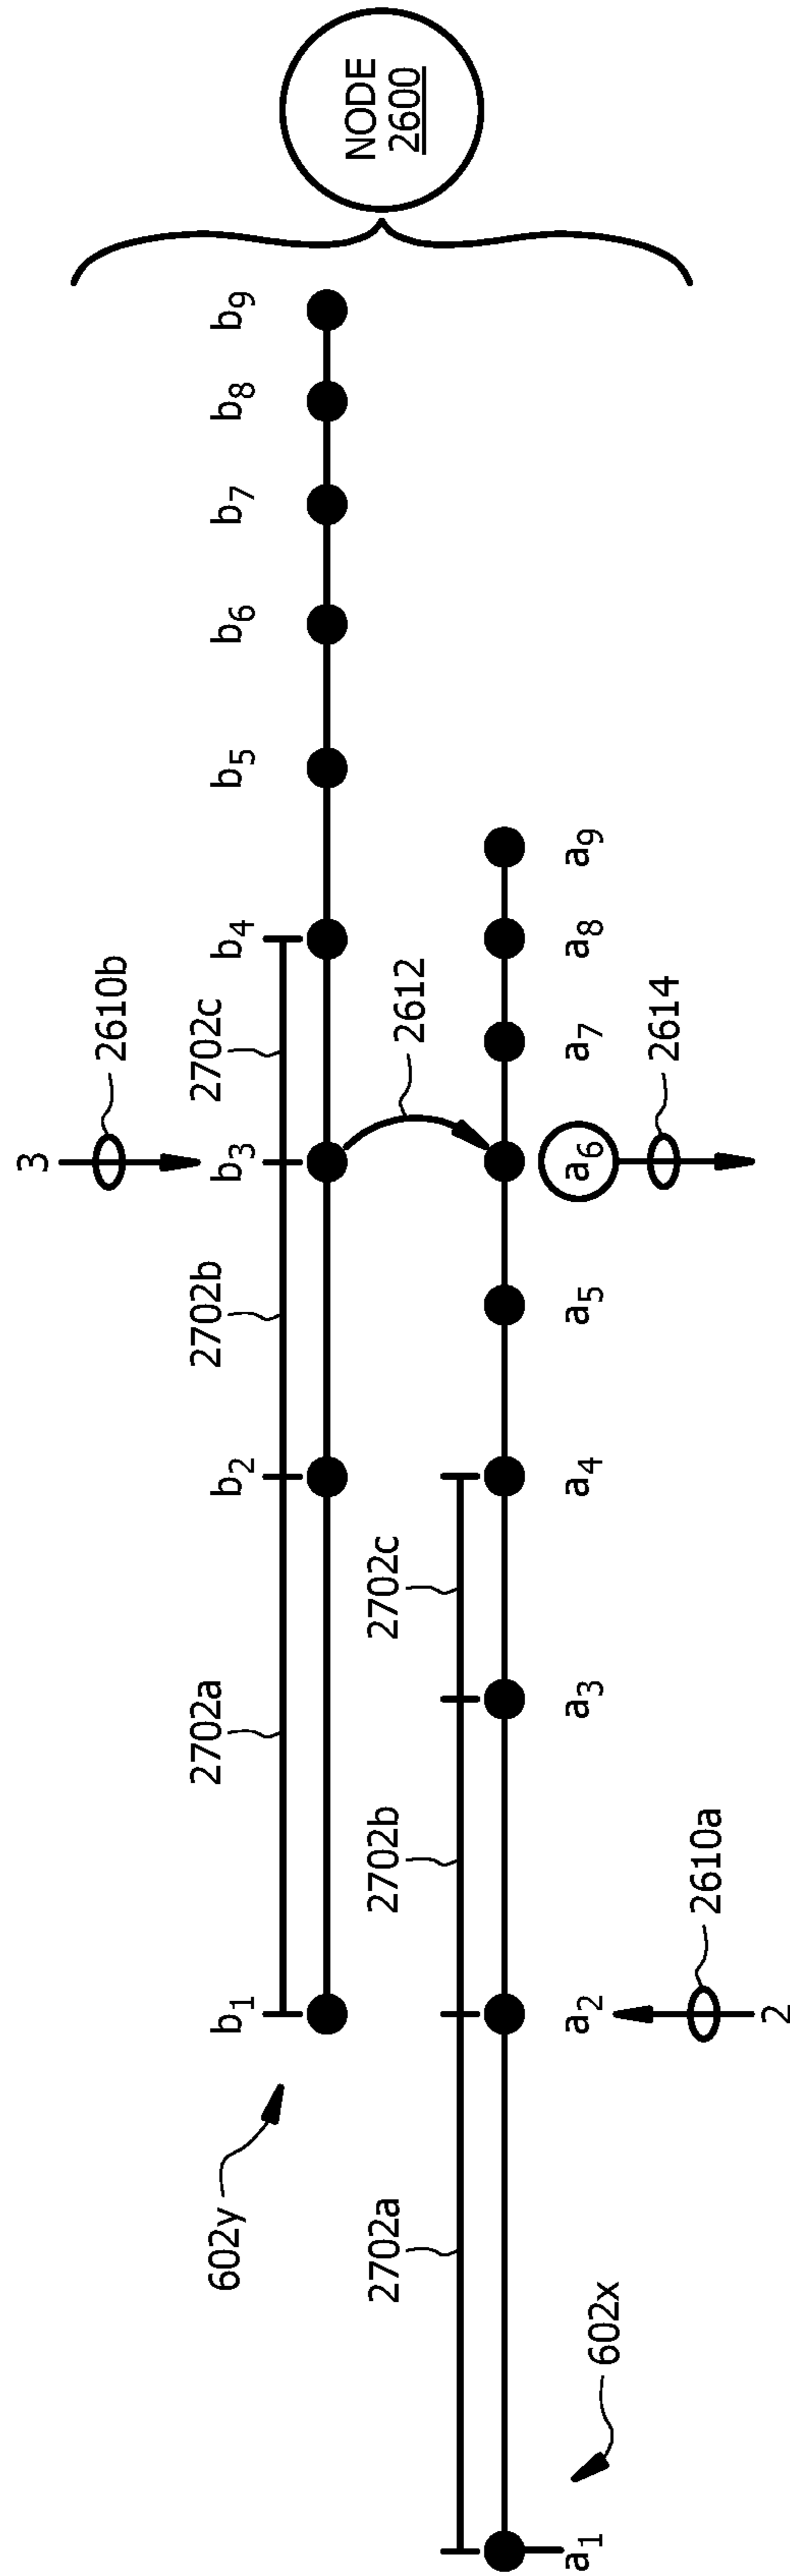 3
2610b
b1 b2 b3 b4 b5 b6 b7 b8 b9
2702a 2702b 2702c
602y
NODE
2600
2612
2702a 2702b 2702c
a1 a2 a3 a4 a5 a6 a7 a8 a9
602x
2610a
2
2614